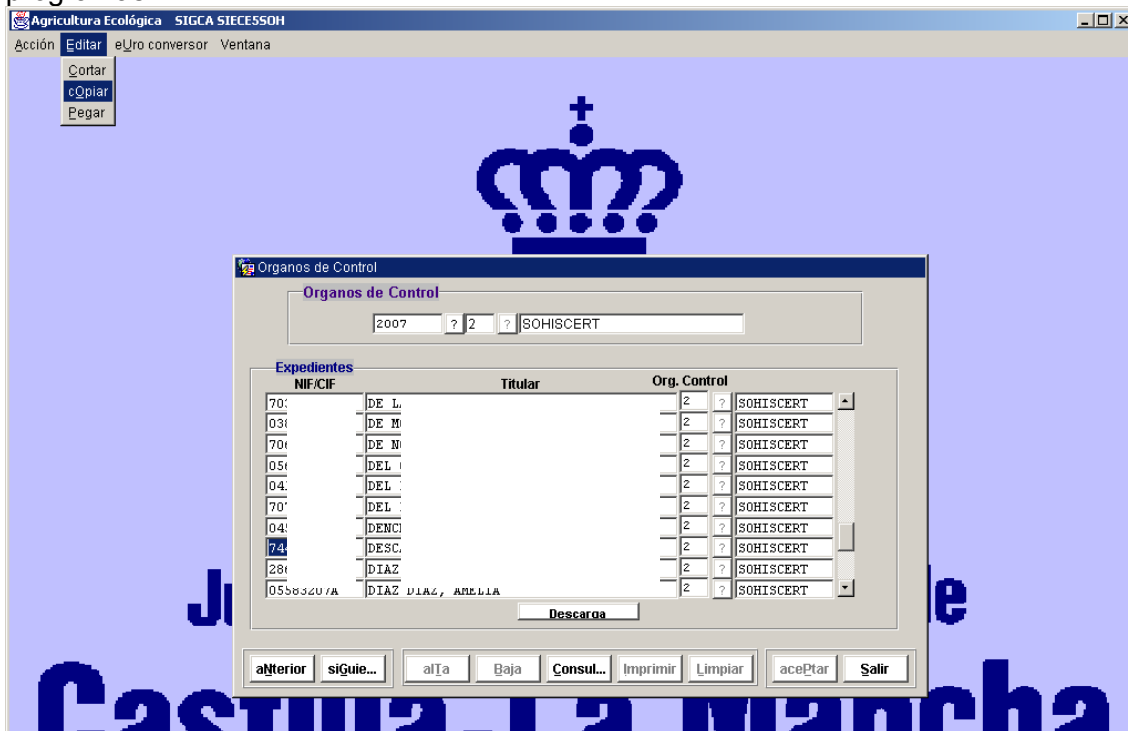 Agricultura Ecológica SIGCA SIECESSOH
Acción Editar eUro conversor Ventana
Cortar
cOpiar
Pegar
Organos de Control
Organos de Control
2007 ? 2 ? SOHISCERT
Expedientes
NIF/CIF Titular Org. Control
DE 2 ? SOHISCERT
DE 2 ? SOHISCERT
DE 2 ? SOHISCERT
DEL 2 ? SOHISCERT
DEL 2 ? SOHISCERT
DEL 2 ? SOHISCERT
2 ? SOHISCERT
2 ? SOHISCERT
DIAZ 2 ? SOHISCERT
DIAZ DIAZ, AMELIA 2 ? SOHISCERT
Descarga
aNterior siGuie... alTa Baja Consul... Imprimir Limpiar acePtar Salir
de
Castilla-La Mancha